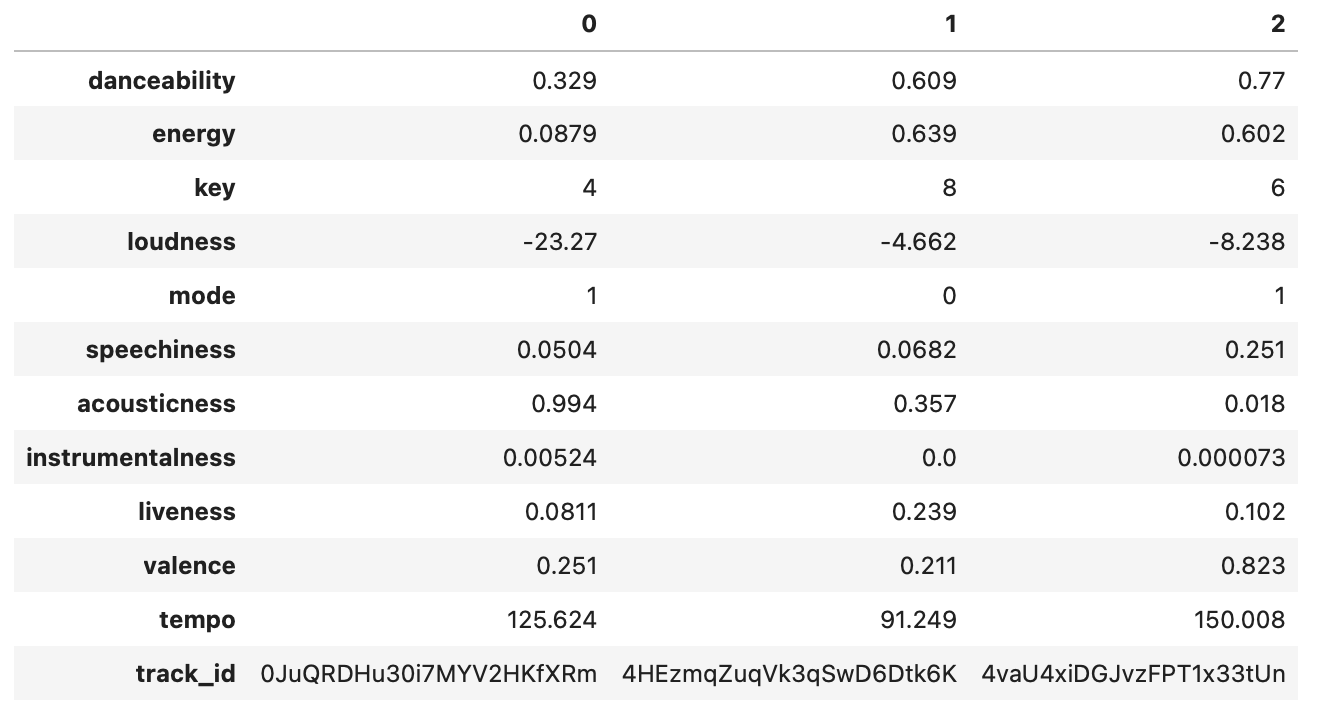 0 1 2
danceability 0.329 0.609 0.77
energy 0.0879 0.639 0.602
key 4 8 6
loudness -23.27 -4.662 -8.238
mode 1 0 1
speechiness 0.0504 0.0682 0.251
acousticness 0.994 0.357 0.018
instrumentalness 0.00524 0.0 0.000073
liveness 0.0811 0.239 0.102
valence 0.251 0.211 0.823
tempo 125.624 91.249 150.008
track_id 0JuQRDHu30i7MYV2HKfXRm 4HEzmqZuqVk3qSwD6Dtk6K 4vaU4xiDGJvzFPT1x33tUn